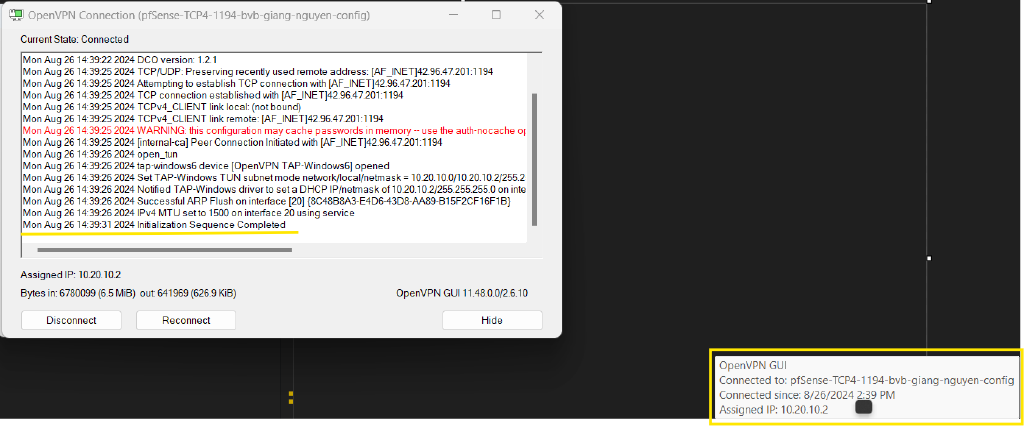 OpenVPN Connection (pfSense-TCP4-1194-bvb-giang-nguyen-config)
Current State: Connected
Mon Aug 26 14:39:22 2024 DCO version: 1.2.1
Mon Aug 26 14:39:25 2024 TCP/UDP: Preserving recently used remote address: [AF_INET]42.96.47.201:1194
Mon Aug 26 14:39:25 2024 Attempting to establish TCP connection with [AF_INET]42.96.47.201:1194
Mon Aug 26 14:39:25 2024 TCP connection established with [AF_INET]42.96.47.201:1194
Mon Aug 26 14:39:25 2024 TCPv4_CLIENT link local: (not bound)
Mon Aug 26 14:39:25 2024 TCPv4_CLIENT link remote: [AF_INET]42.96.47.201:1194
Mon Aug 26 14:39:25 2024 WARNING: this configuration may cache passwords in memory -- use the auth-nocache op
Mon Aug 26 14:39:25 2024 [internal-ca] Peer Connection Initiated with [AF_INET]42.96.47.201:1194
Mon Aug 26 14:39:26 2024 open_tun
Mon Aug 26 14:39:26 2024 tap-windows6 device [OpenVPN TAP-Windows6] opened
Mon Aug 26 14:39:26 2024 Set TAP-Windows TUN subnet mode network/local/netmask = 10.20.10.0/10.20.10.2/255.2
Mon Aug 26 14:39:26 2024 Notified TAP-Windows driver to set a DHCP IP/netmask of 10.20.10.2/255.255.255.0 on inte
Mon Aug 26 14:39:26 2024 Successful ARP Flush on interface [20] {8C48B8A3-E4D6-43D8-AA89-B15F2CF16F1B}
Mon Aug 26 14:39:26 2024 IPv4 MTU set to 1500 on interface 20 using service
Mon Aug 26 14:39:31 2024 Initialization Sequence Completed
Assigned IP: 10.20.10.2
Bytes in: 6780099 (6.5 MiB) out: 641969 (626.9 KiB)
OpenVPN GUI 11.48.0.0/2.6.10
Disconnect
Reconnect
Hide
OpenVPN GUI
Connected to: pfSense-TCP4-1194-bvb-giang-nguyen-config
Connected since: 8/26/2024 2:39 PM
Assigned IP: 10.20.10.2